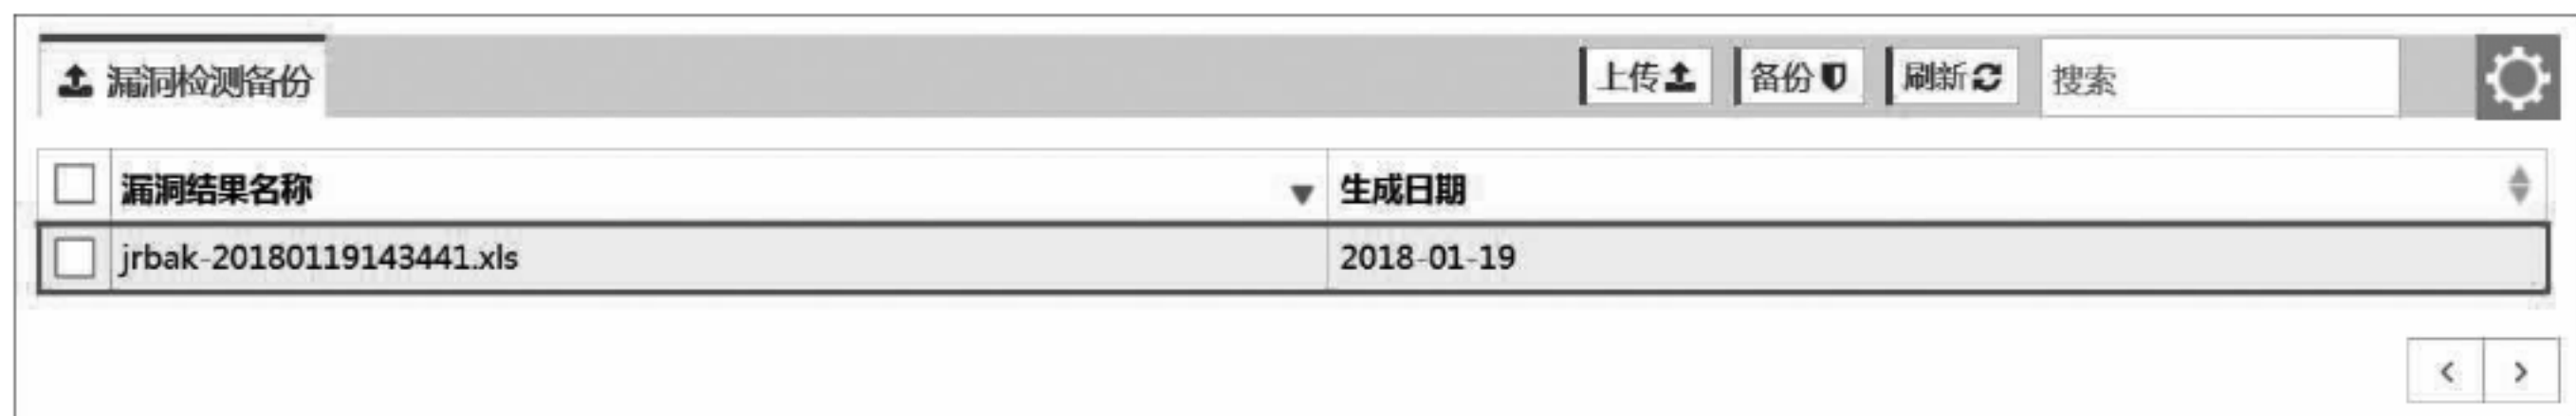 漏洞检测备份 上传 备份 刷新 搜索
漏洞结果名称 生成日期
jrbak-20180119143441.xls 2018-01-19